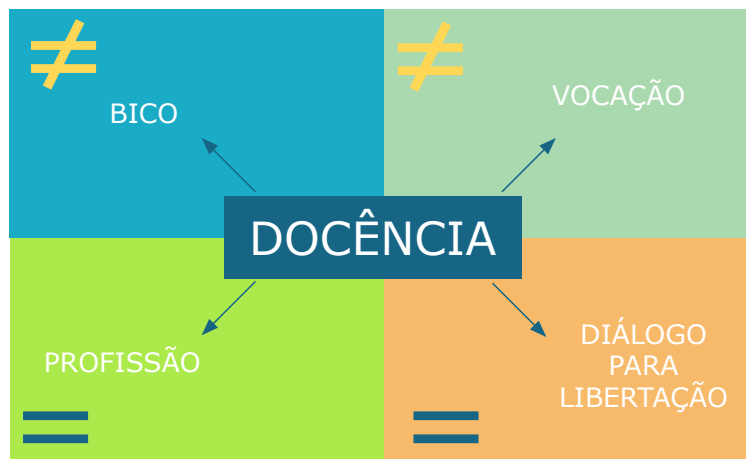 ≠
≠
BICO
VOCAÇÃO
DOCÊNCIA
PROFISSÃO
DIÁLOGO
PARA
LIBERTAÇÃO
=
=